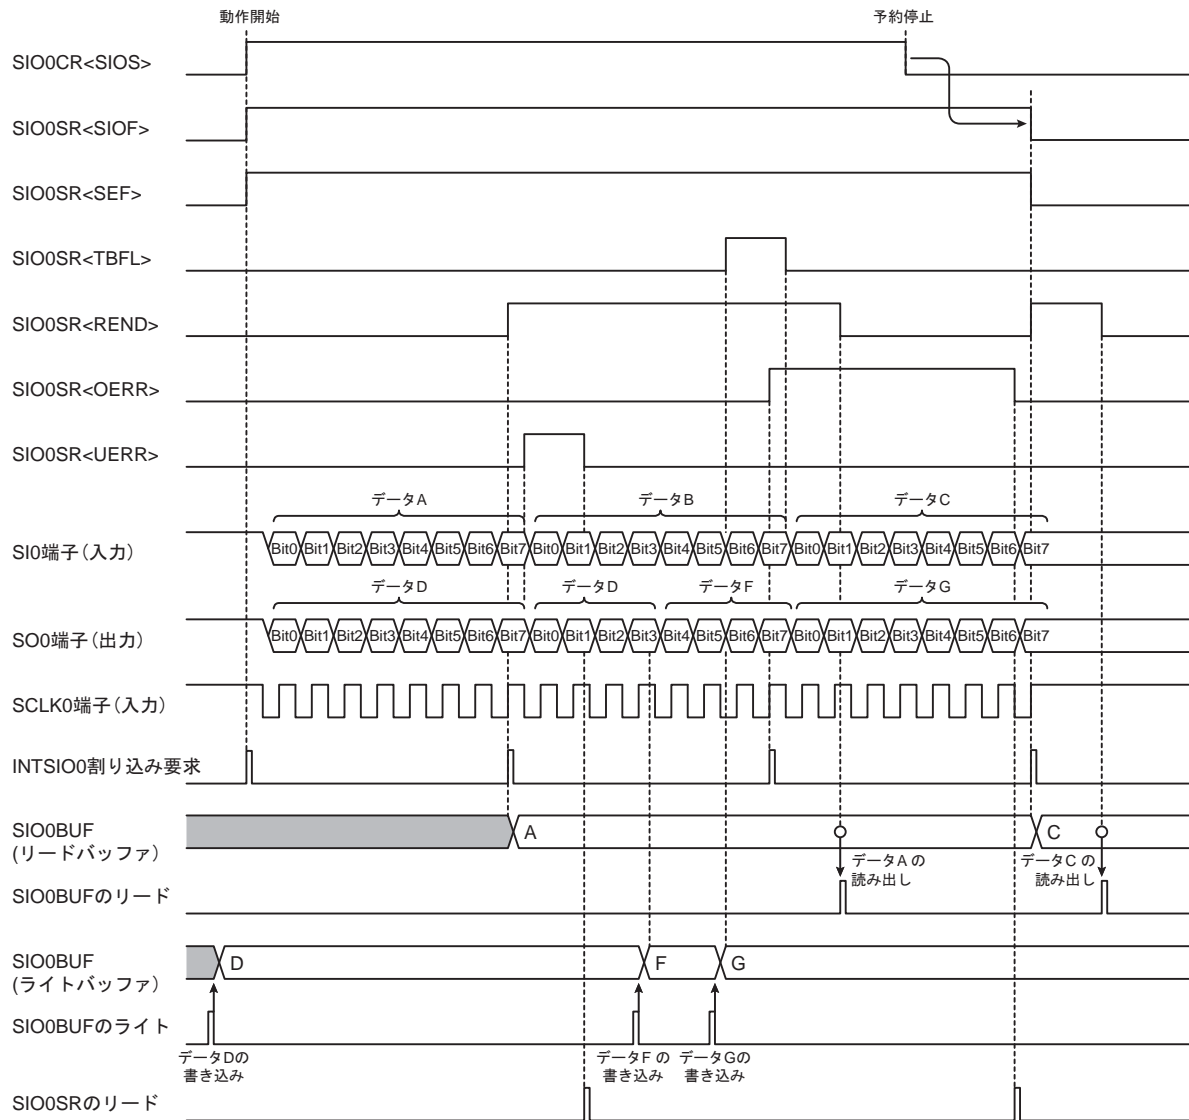 動作開始 予約停止
SIO0CR<SIOS>
SIO0SR<SIOF>
SIO0SR<SEF>
SIO0SR<TBFL>
SIO0SR<REND>
SIO0SR<OERR>
SIO0SR<UERR>
データA データB データC
SI0端子(入力) Bit0 Bit1 Bit2 Bit3 Bit4 Bit5 Bit6 Bit7 Bit0 Bit1 Bit2 Bit3 Bit4 Bit5 Bit6 Bit7 Bit0 Bit1 Bit2 Bit3 Bit4 Bit5 Bit6 Bit7
データD データD データF データG
SO0端子(出力) Bit0 Bit1 Bit2 Bit3 Bit4 Bit5 Bit6 Bit7 Bit0 Bit1 Bit2 Bit3 Bit4 Bit5 Bit6 Bit7 Bit0 Bit1 Bit2 Bit3 Bit4 Bit5 Bit6 Bit7
SCLK0端子(入力)
INTSIO0割り込み要求
SIO0BUF
(リードバッファ)
A C
データA の
読み出し
データC の
読み出し
SIO0BUFのリード
SIO0BUF
(ライトバッファ)
D F G
SIO0BUFのライト
データDの
書き込み
データF の
書き込み
データGの
書き込み
SIO0SRのリード